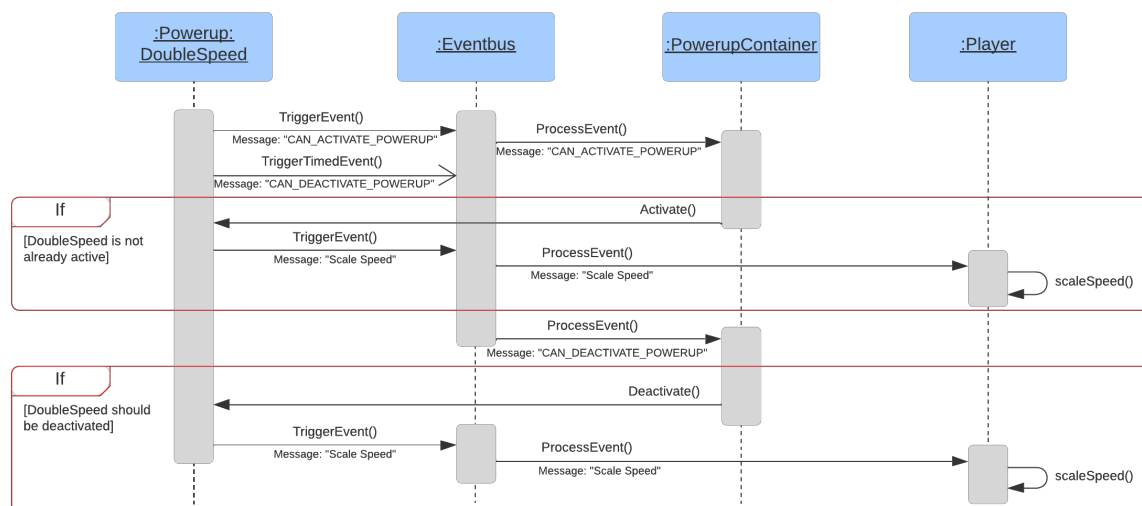 :Powerup:
DoubleSpeed
:Eventbus
:PowerupContainer
:Player
TriggerEvent()
Message: "CAN_ACTIVATE_POWERUP"
ProcessEvent()
Message: "CAN_ACTIVATE_POWERUP"
TriggerTimedEvent()
Message: "CAN_DEACTIVATE_POWERUP"
If
[DoubleSpeed is not
already active]
Activate()
TriggerEvent()
Message: "Scale Speed"
ProcessEvent()
Message: "Scale Speed"
scaleSpeed()
ProcessEvent()
Message: "CAN_DEACTIVATE_POWERUP"
If
[DoubleSpeed should
be deactivated]
Deactivate()
TriggerEvent()
Message: "Scale Speed"
ProcessEvent()
Message: "Scale Speed"
scaleSpeed()